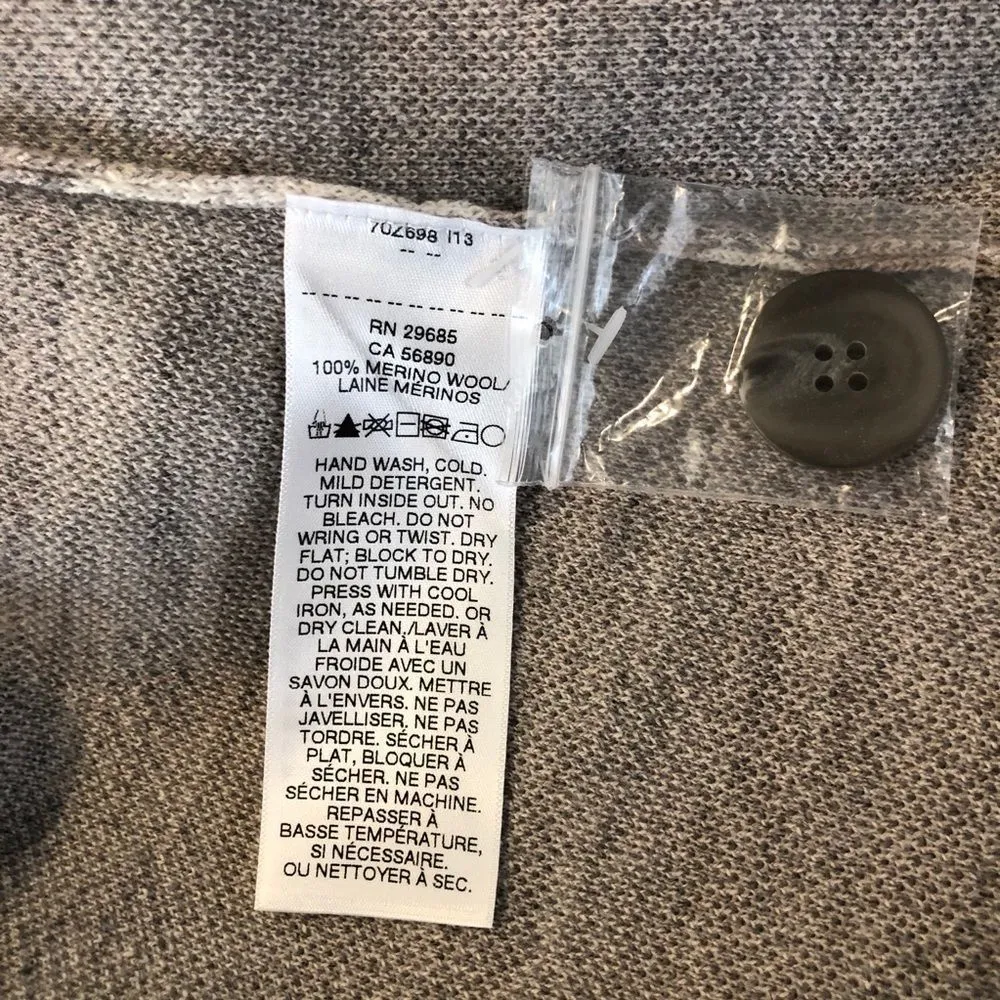 702698 I13
-- --
RN 29685
CA 56890
100% MERINO WOOL/
LAINE MÉRINOS
HAND WASH, COLD.
MILD DETERGENT.
TURN INSIDE OUT. NO
BLEACH. DO NOT
WRING OR TWIST. DRY
FLAT; BLOCK TO DRY.
DO NOT TUMBLE DRY.
PRESS WITH COOL
IRON, AS NEEDED. OR
DRY CLEAN./LAVER À
LA MAIN À L'EAU
FROIDE AVEC UN
SAVON DOUX. METTRE
À L'ENVERS. NE PAS
JAVELLISER. NE PAS
TORDRE. SÉCHER À
PLAT, BLOQUER À
SÉCHER. NE PAS
SÉCHER EN MACHINE.
REPASSER À
BASSE TEMPÉRATURE,
SI NÉCESSAIRE.
OU NETTOYER À SEC.